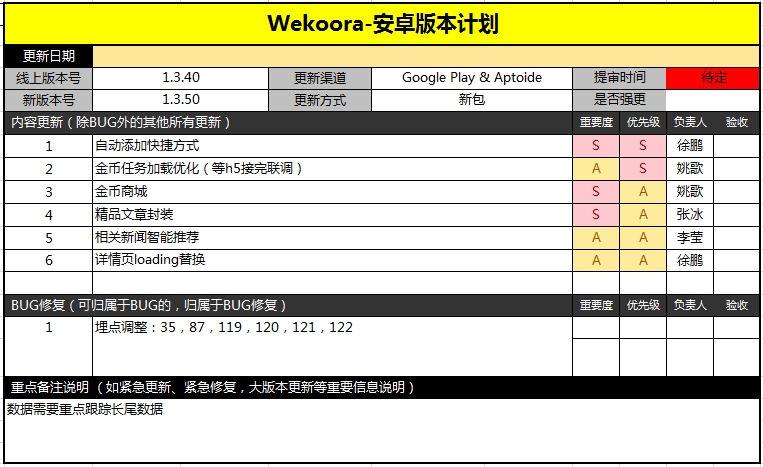 Wekoora-安卓版本计划
更新日期
线上版本号 1.3.40 更新渠道 Google Play & Aptoide 提审时间 待定
新版本号 1.3.50 更新方式 新包 是否强更
内容更新（除BUG外的其他所有更新） 重要度 优先级 负责人 验收
1 自动添加快捷方式 S S 徐鹏
2 金币任务加载优化（等h5接完联调） A S 姚歌
3 金币商城 S A 姚歌
4 精品文章封装 S A 张冰
5 相关新闻智能推荐 A A 李莹
6 详情页loading替换 A A 徐鹏
BUG修复（可归属于BUG的，归属于BUG修复） 重要度 优先级 负责人 验收
1 埋点调整：35，87，119，120，121，122
重点备注说明 （如紧急更新、紧急修复，大版本更新等重要信息说明）
数据需要重点跟踪长尾数据